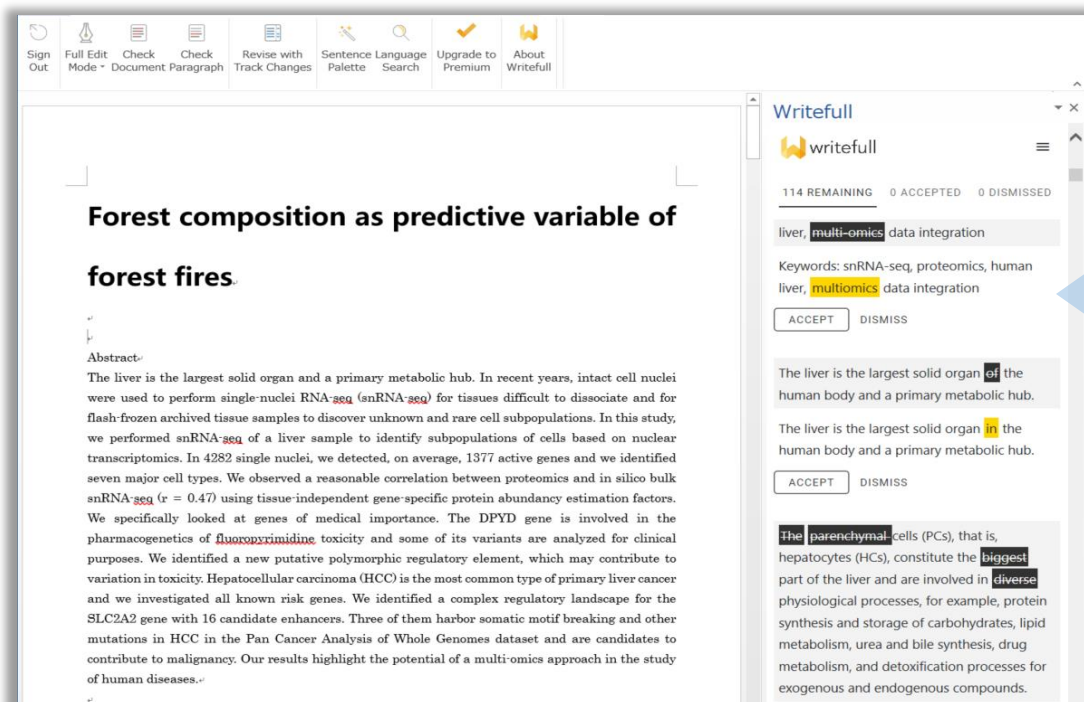 Sign Out
Full Edit Mode
Check Document
Check Paragraph
Revise with Track Changes
Sentence Palette
Language Search
Upgrade to Premium
About Writefull
Forest composition as predictive variable of
forest fires
Abstract
The liver is the largest solid organ and a primary metabolic hub. In recent years, intact cell nuclei
were used to perform single-nuclei RNA-seq (snRNA-seq) for tissues difficult to dissociate and for
flash-frozen archived tissue samples to discover unknown and rare cell subpopulations. In this study,
we performed snRNA-seq of a liver sample to identify subpopulations of cells based on nuclear
transcriptomics. In 4282 single nuclei, we detected, on average, 1377 active genes and we identified
seven major cell types. We observed a reasonable correlation between proteomics and in silico bulk
snRNA-seq (r = 0.47) using tissue-independent gene-specific protein abundancy estimation factors.
We specifically looked at genes of medical importance. The DPYD gene is involved in the
pharmacogenetics of fluoropyrimidine toxicity and some of its variants are analyzed for clinical
purposes. We identified a new putative polymorphic regulatory element, which may contribute to
variation in toxicity. Hepatocellular carcinoma (HCC) is the most common type of primary liver cancer
and we investigated all known risk genes. We identified a complex regulatory landscape for the
SLC2A2 gene with 16 candidate enhancers. Three of them harbor somatic motif breaking and other
mutations in HCC in the Pan Cancer Analysis of Whole Genomes dataset and are candidates to
contribute to malignancy. Our results highlight the potential of a multi-omics approach in the study
of human diseases.
Writefull
writefull
114 REMAINING 0 ACCEPTED 0 DISMISSED
liver, multi-omics data integration
Keywords: snRNA-seq, proteomics, human
liver, multiomics data integration
ACCEPT DISMISS
The liver is the largest solid organ of the
human body and a primary metabolic hub.
The liver is the largest solid organ in the
human body and a primary metabolic hub.
ACCEPT DISMISS
The parenchymal cells (PCs), that is,
hepatocytes (HCs), constitute the biggest
part of the liver and are involved in diverse
physiological processes, for example, protein
synthesis and storage of carbohydrates, lipid
metabolism, urea and bile synthesis, drug
metabolism, and detoxification processes for
exogenous and endogenous compounds.